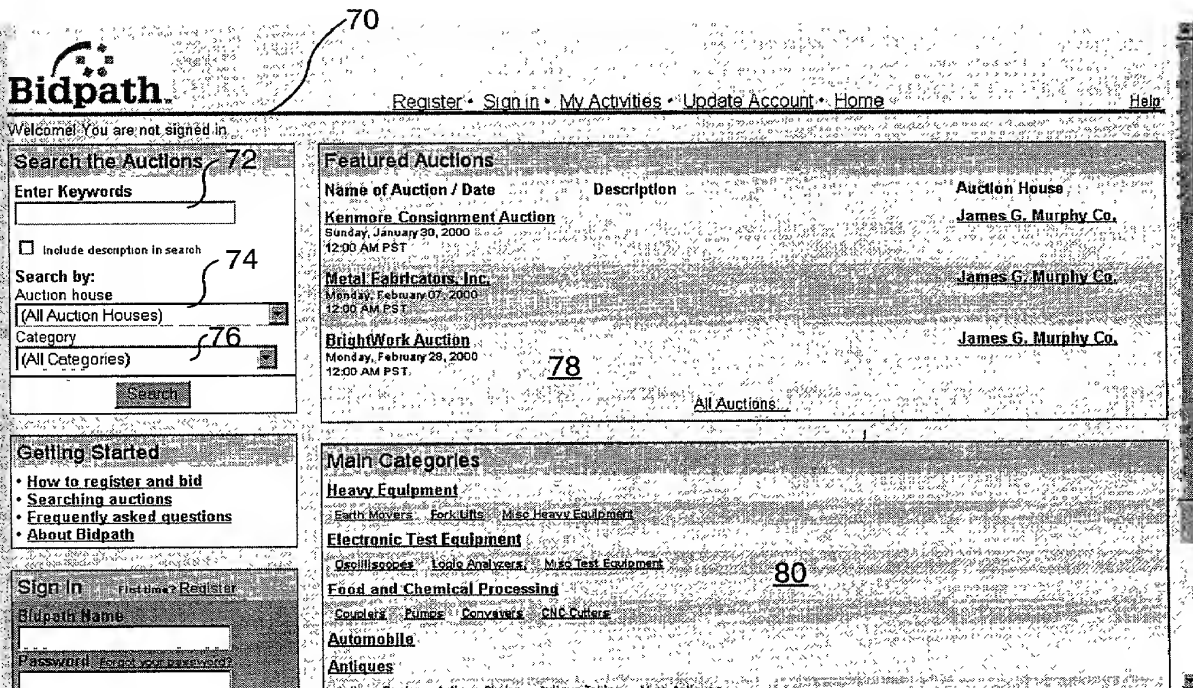 70
Bidpath.
Register • Sign in • My Activities • Update Account • Home
Help
Welcome! You are not signed in
Search the Auctions
72
Enter Keywords
Include description in search
74
Search by:
Auction house
(All Auction Houses)
Category
76
(All Categories)
Search
Getting Started
• How to register and bid
• Searching auctions
• Frequently asked questions
• About Bidpath
Sign In First time? Register
Bidpath Name
Password Forgot your password?
Featured Auctions
Name of Auction / Date Description Auction House
Kenmore Consignment Auction James G. Murphy Co.
Sunday, January 30, 2000
12:00 AM PST
Metal Fabricators, Inc. James G. Murphy Co.
Monday, February 07, 2000
12:00 AM PST
BrightWork Auction James G. Murphy Co.
Monday, February 28, 2000
12:00 AM PST
78
All Auctions...
Main Categories
Heavy Equipment
Earth Movers Fork Lifts Misc Heavy Equipment
Electronic Test Equipment
Osolliscopes Logic Analyzers, Misc Test Equipment
80
Food and Chemical Processing
Couplers Pumps Conveyers CNC Cutters
Automobile
Antiques